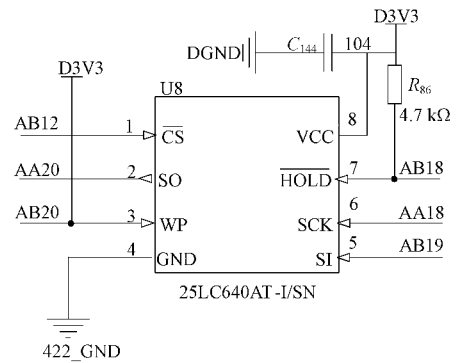 D3V3
DGND
C144
104
D3V3
U8
R86
4.7 kΩ
AB12
1
CS
VCC
8
AA20
2
SO
HOLD
7
AB18
AB20
3
WP
SCK
6
AA18
4
GND
SI
5
AB19
25LC640AT-I/SN
422_GND